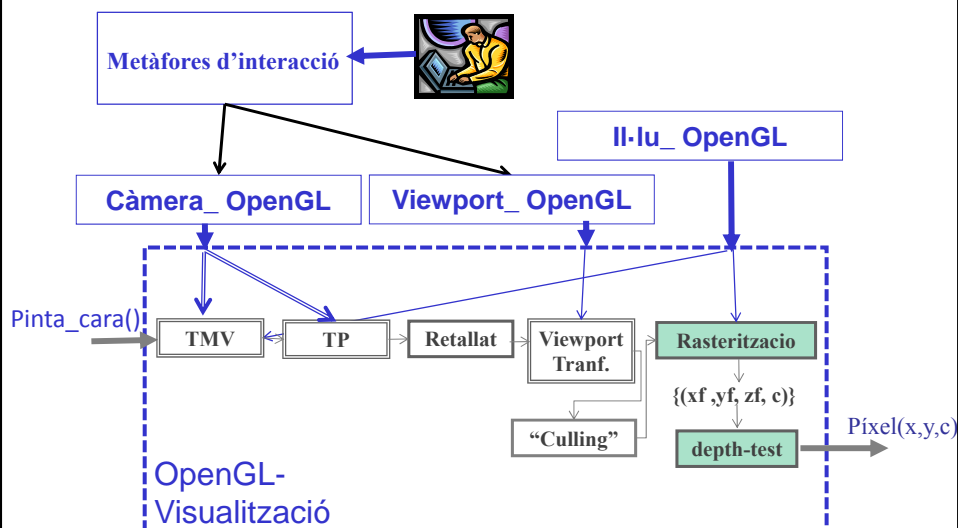 Metàfores d'interacció
Il·lu_ OpenGL
Càmera_ OpenGL
Viewport_ OpenGL
Pinta_cara()
TMV
TP
Retallat
Viewport
Tranf.
Rasterització
{(xf ,yf, zf, c)}
"Culling"
depth-test
Píxel(x,y,c)
OpenGL-
Visualització